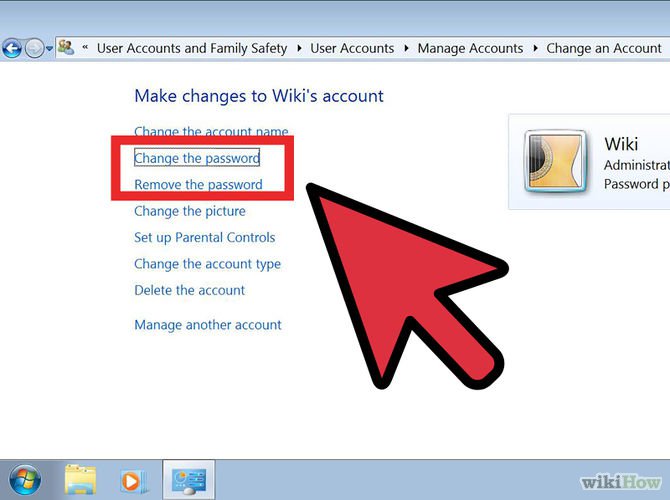 « User Accounts and Family Safety User Accounts Manage Accounts Change an Account
Make changes to Wiki's account
Change the account name
Change the password
Remove the password
Change the picture
Set up Parental Controls
Change the account type
Delete the account
Manage another account
Wiki
Administrat
Password p
wikiHow